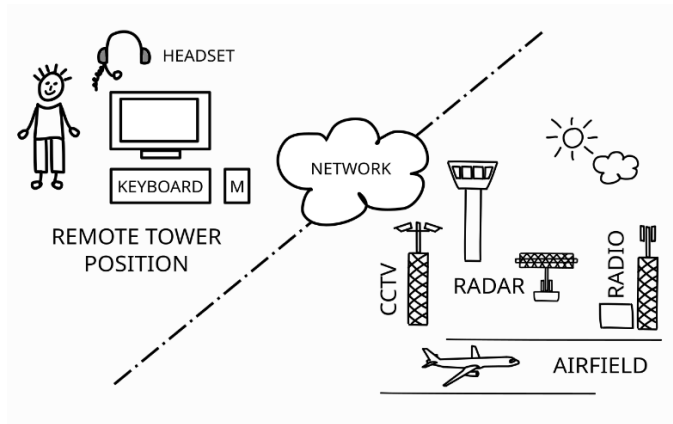 HEADSET
KEYBOARD
M
REMOTE TOWER
POSITION
NETWORK
CCTV
RADAR
RADIO
AIRFIELD